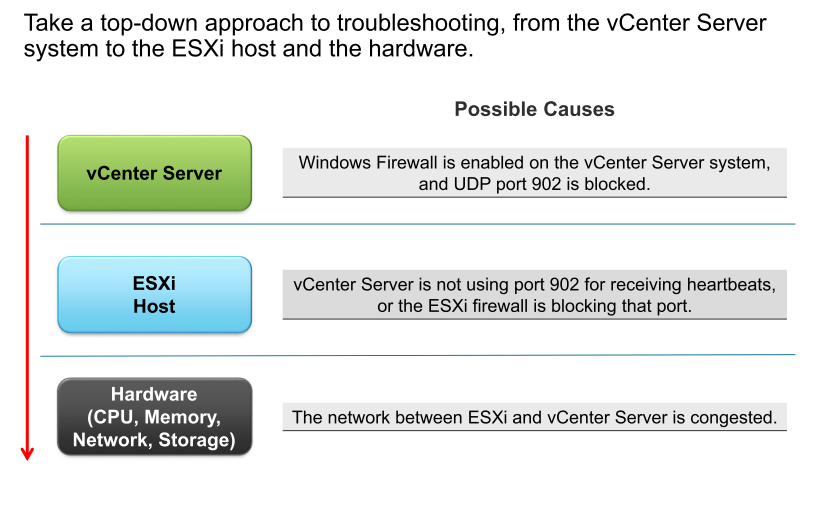 Take a top-down approach to troubleshooting, from the vCenter Server
system to the ESXi host and the hardware.
Possible Causes
vCenter Server
Windows Firewall is enabled on the vCenter Server system,
and UDP port 902 is blocked.
ESXi
Host
vCenter Server is not using port 902 for receiving heartbeats,
or the ESXi firewall is blocking that port.
Hardware
(CPU, Memory,
Network, Storage)
The network between ESXi and vCenter Server is congested.